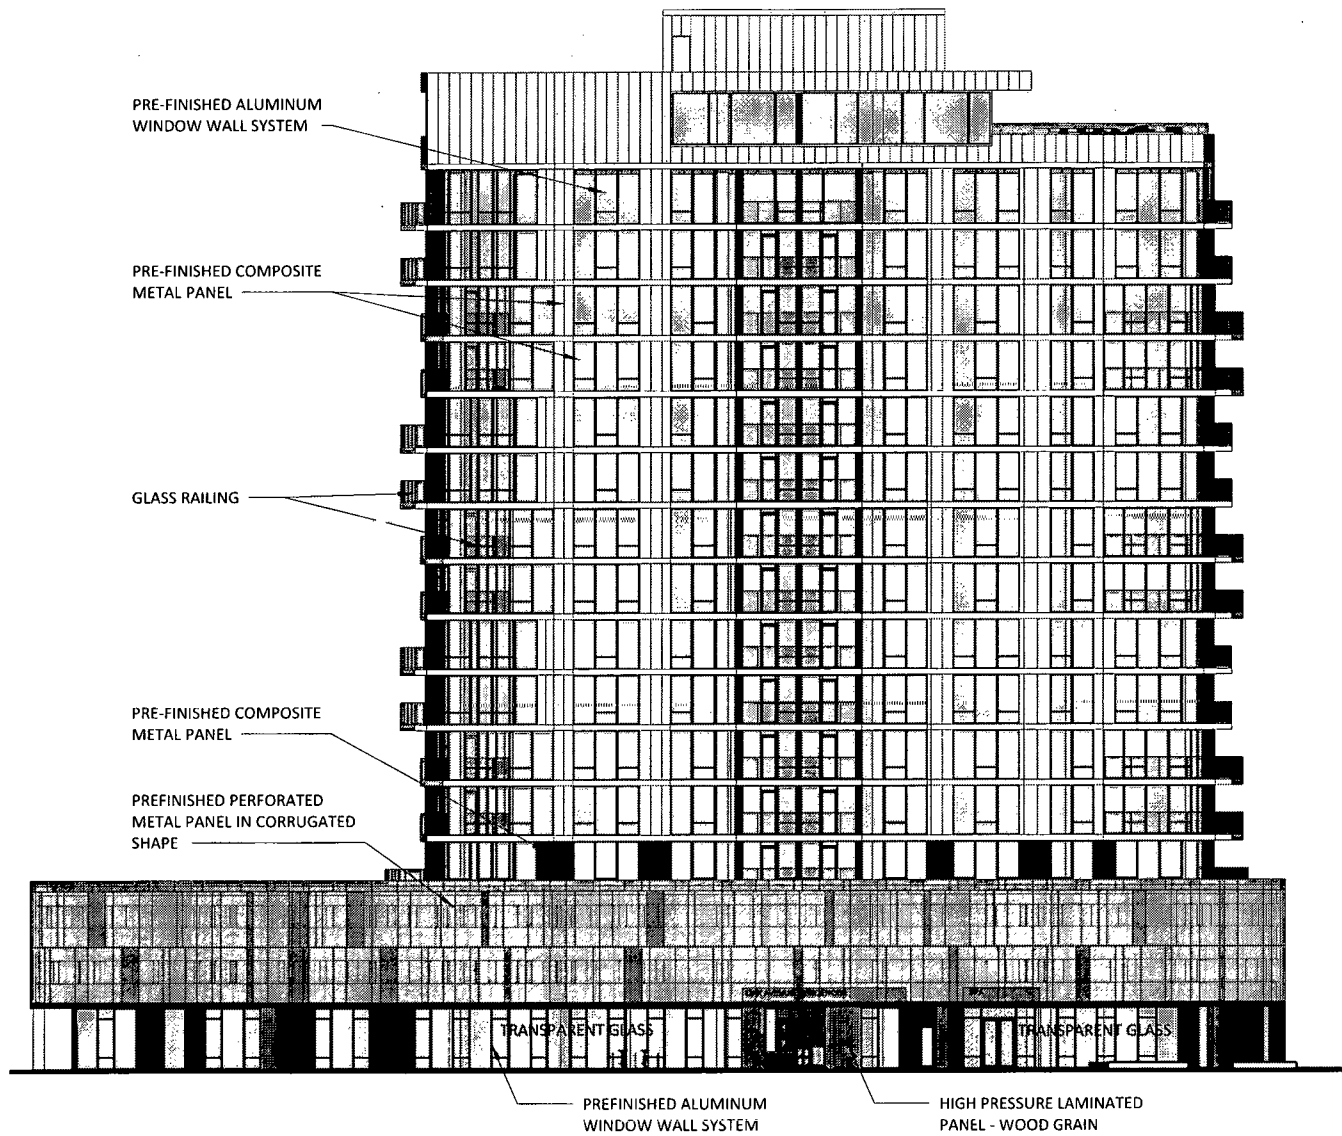 PRE-FINISHED ALUMINUM
WINDOW WALL SYSTEM
PRE-FINISHED COMPOSITE
METAL PANEL
GLASS RAILING
PRE-FINISHED COMPOSITE
METAL PANEL
PREFINISHED PERFORATED
METAL PANEL IN CORRUGATED
SHAPE
TRANSPARENT GLASS
TRANSPARENT GLASS
PREFINISHED ALUMINUM
WINDOW WALL SYSTEM
HIGH PRESSURE LAMINATED
PANEL - WOOD GRAIN